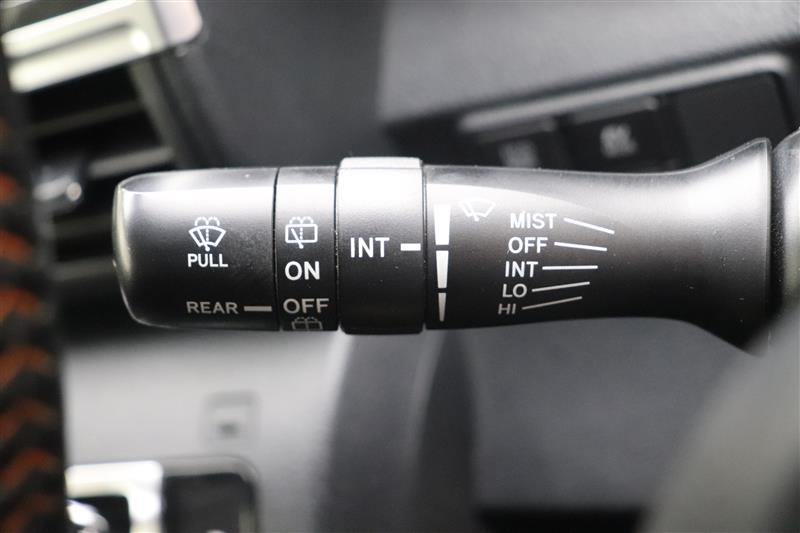 PULL
REAR
ON
OFF
INT
MIST
OFF
INT
LO
HI